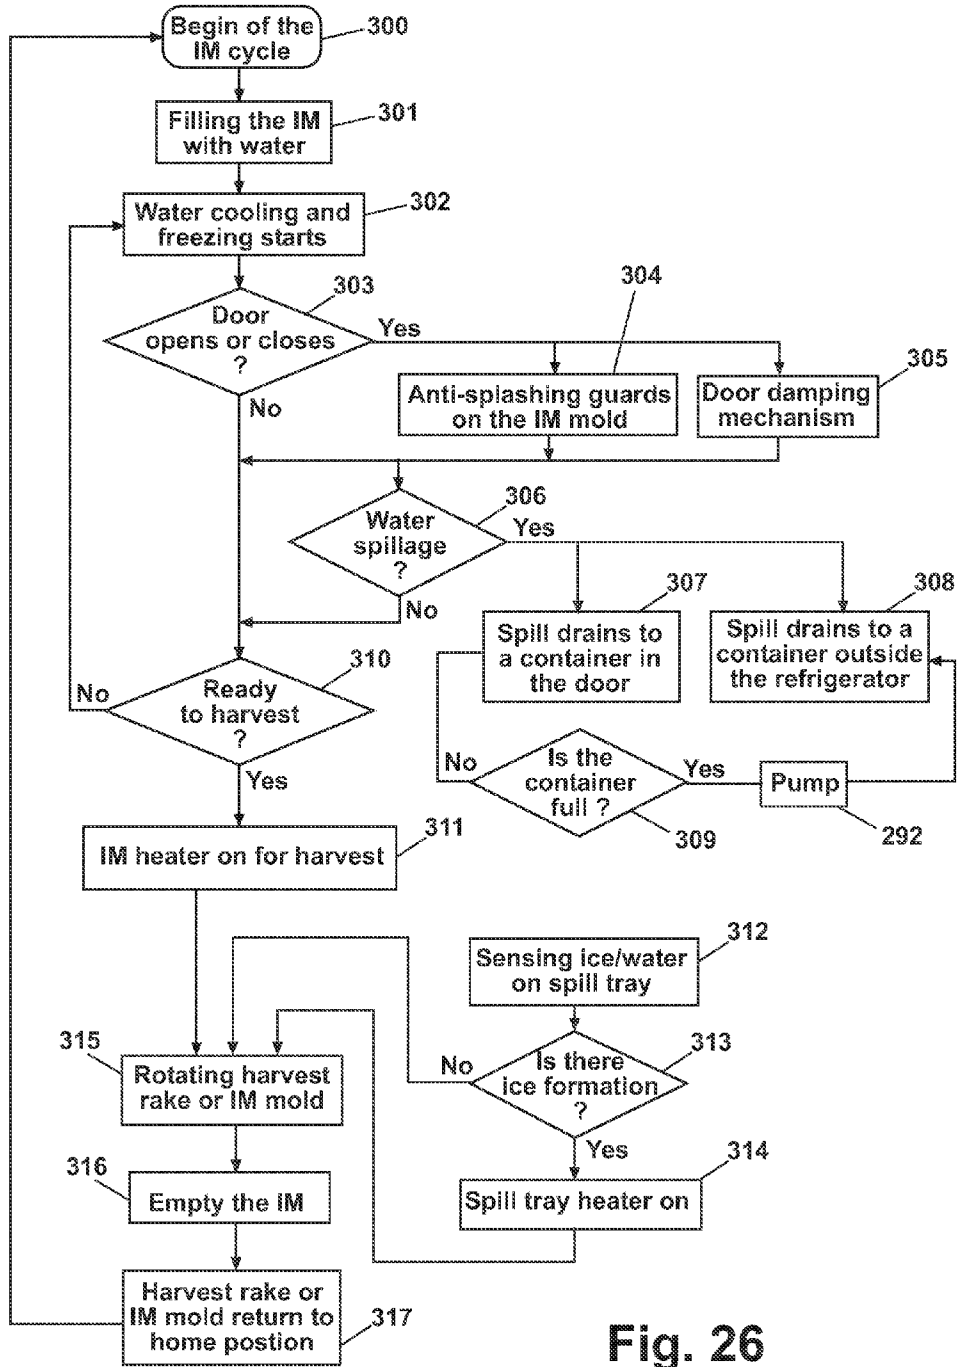 Begin of the
IM cycle
300
Filling the IM
with water
301
Water cooling and
freezing starts
302
303
Door
opens or closes
?
Yes
No
304
Anti-splashing guards
on the IM mold
305
Door damping
mechanism
306
Water
spillage
?
Yes
No
307
Spill drains to
a container in
the door
308
Spill drains to a
container outside
the refrigerator
310
Ready
to harvest
?
No
Yes
No
Is the
container
full ?
Yes
309
Pump
292
311
IM heater on for harvest
312
Sensing ice/water
on spill tray
313
Is there
ice formation
?
No
Yes
314
Spill tray heater on
315
Rotating harvest
rake or IM mold
316
Empty the IM
Harvest rake or
IM mold return to
home postion
317
Fig. 26